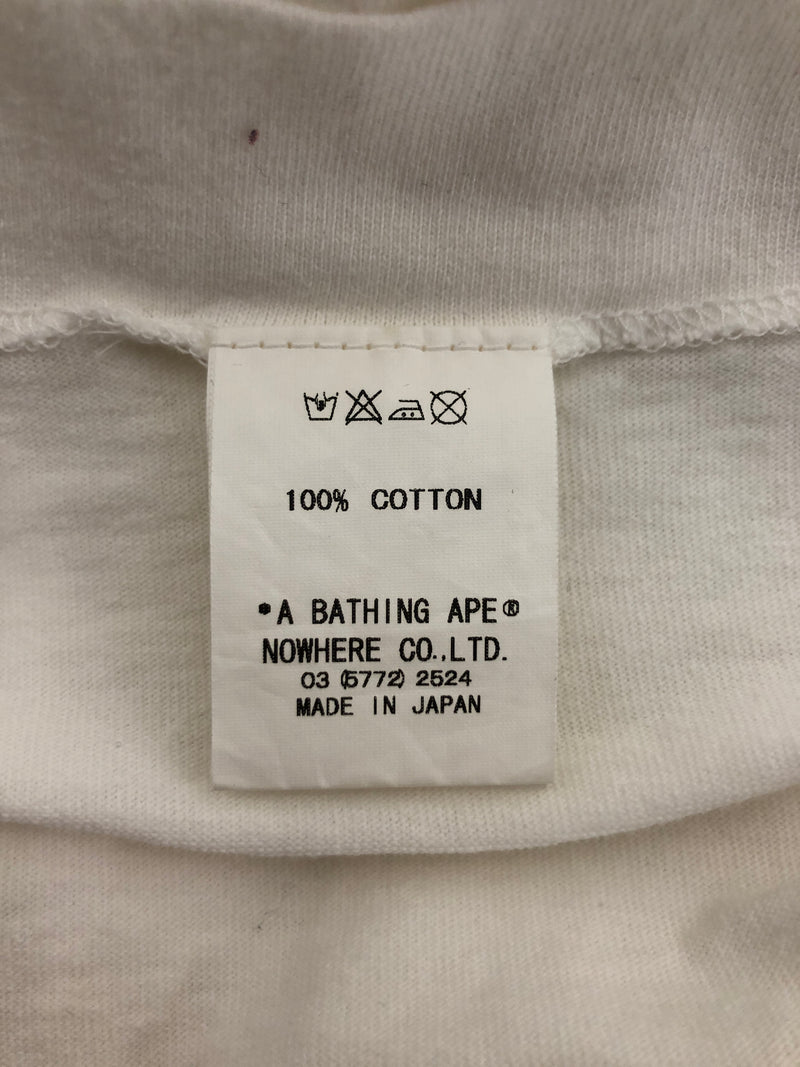 100% COTTON
*A BATHING APE®
NOWHERE CO.,LTD.
03 (5772) 2524
MADE IN JAPAN